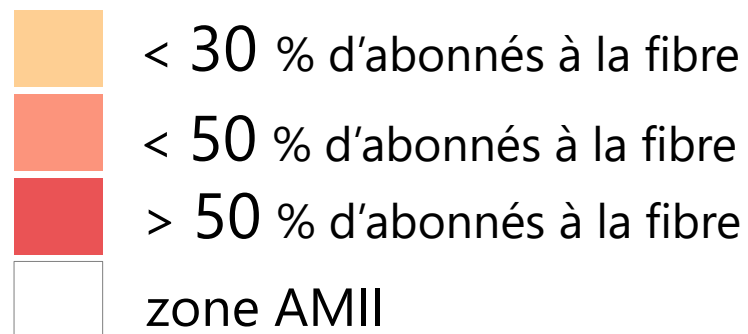 < 30 % d’abonnés à la fibre
< 50 % d’abonnés à la fibre
> 50 % d’abonnés à la fibre
zone AMII